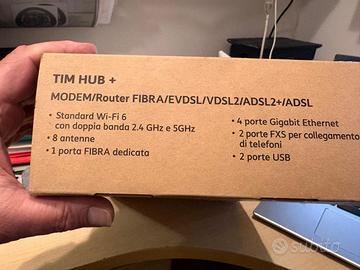 TIM HUB +
MODEM/Router FIBRA/EVDSL/VDSL2/ADSL2+/ADSL
• Standard Wi-Fi 6
con doppia banda 2.4 GHz e 5GHz
• 8 antenne
• 1 porta FIBRA dedicata
• 4 porte Gigabit Ethernet
• 2 porte FXS per collegamento
di telefoni
• 2 porte USB
subito